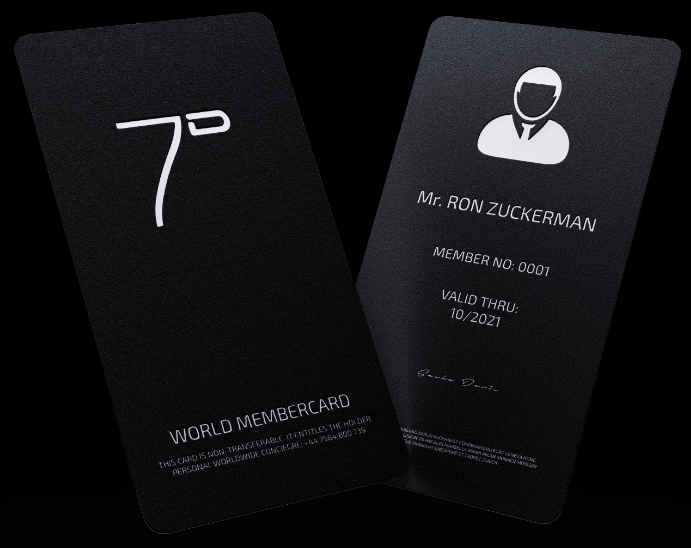 7D
WORLD MEMBERCARD
THIS CARD IS NON-TRANSFERABLE. IT ENTITLES THE HOLDER
PERSONAL WORLDWIDE CONCIERGE: +44 7584 800 739
Mr. RON ZUCKERMAN
MEMBER NO: 0001
VALID THRU:
10/2021